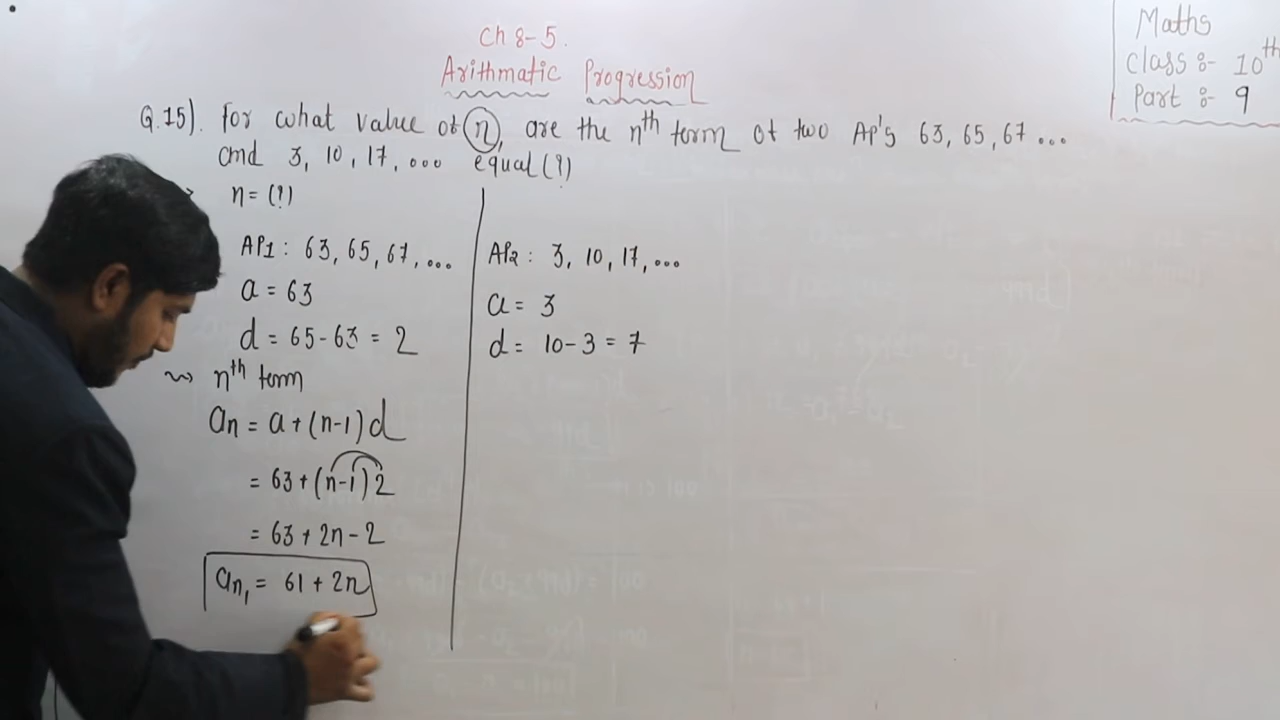 Ch 8-5.
Arithmatic Progression
Maths
Class :- 10th
Part :- 9
Q.15). For what value of n, are the nth term of two AP's 63, 65, 67 ...
and 3, 10, 17, ... equal (?)
n = (?)
AP1 : 63, 65, 67, ...
a = 63
d = 65 - 63 = 2
nth term
an = a + (n-1) d
= 63 + (n-1) 2
= 63 + 2n - 2
an1 = 61 + 2n
AP2 : 3, 10, 17, ...
a = 3
d = 10 - 3 = 7